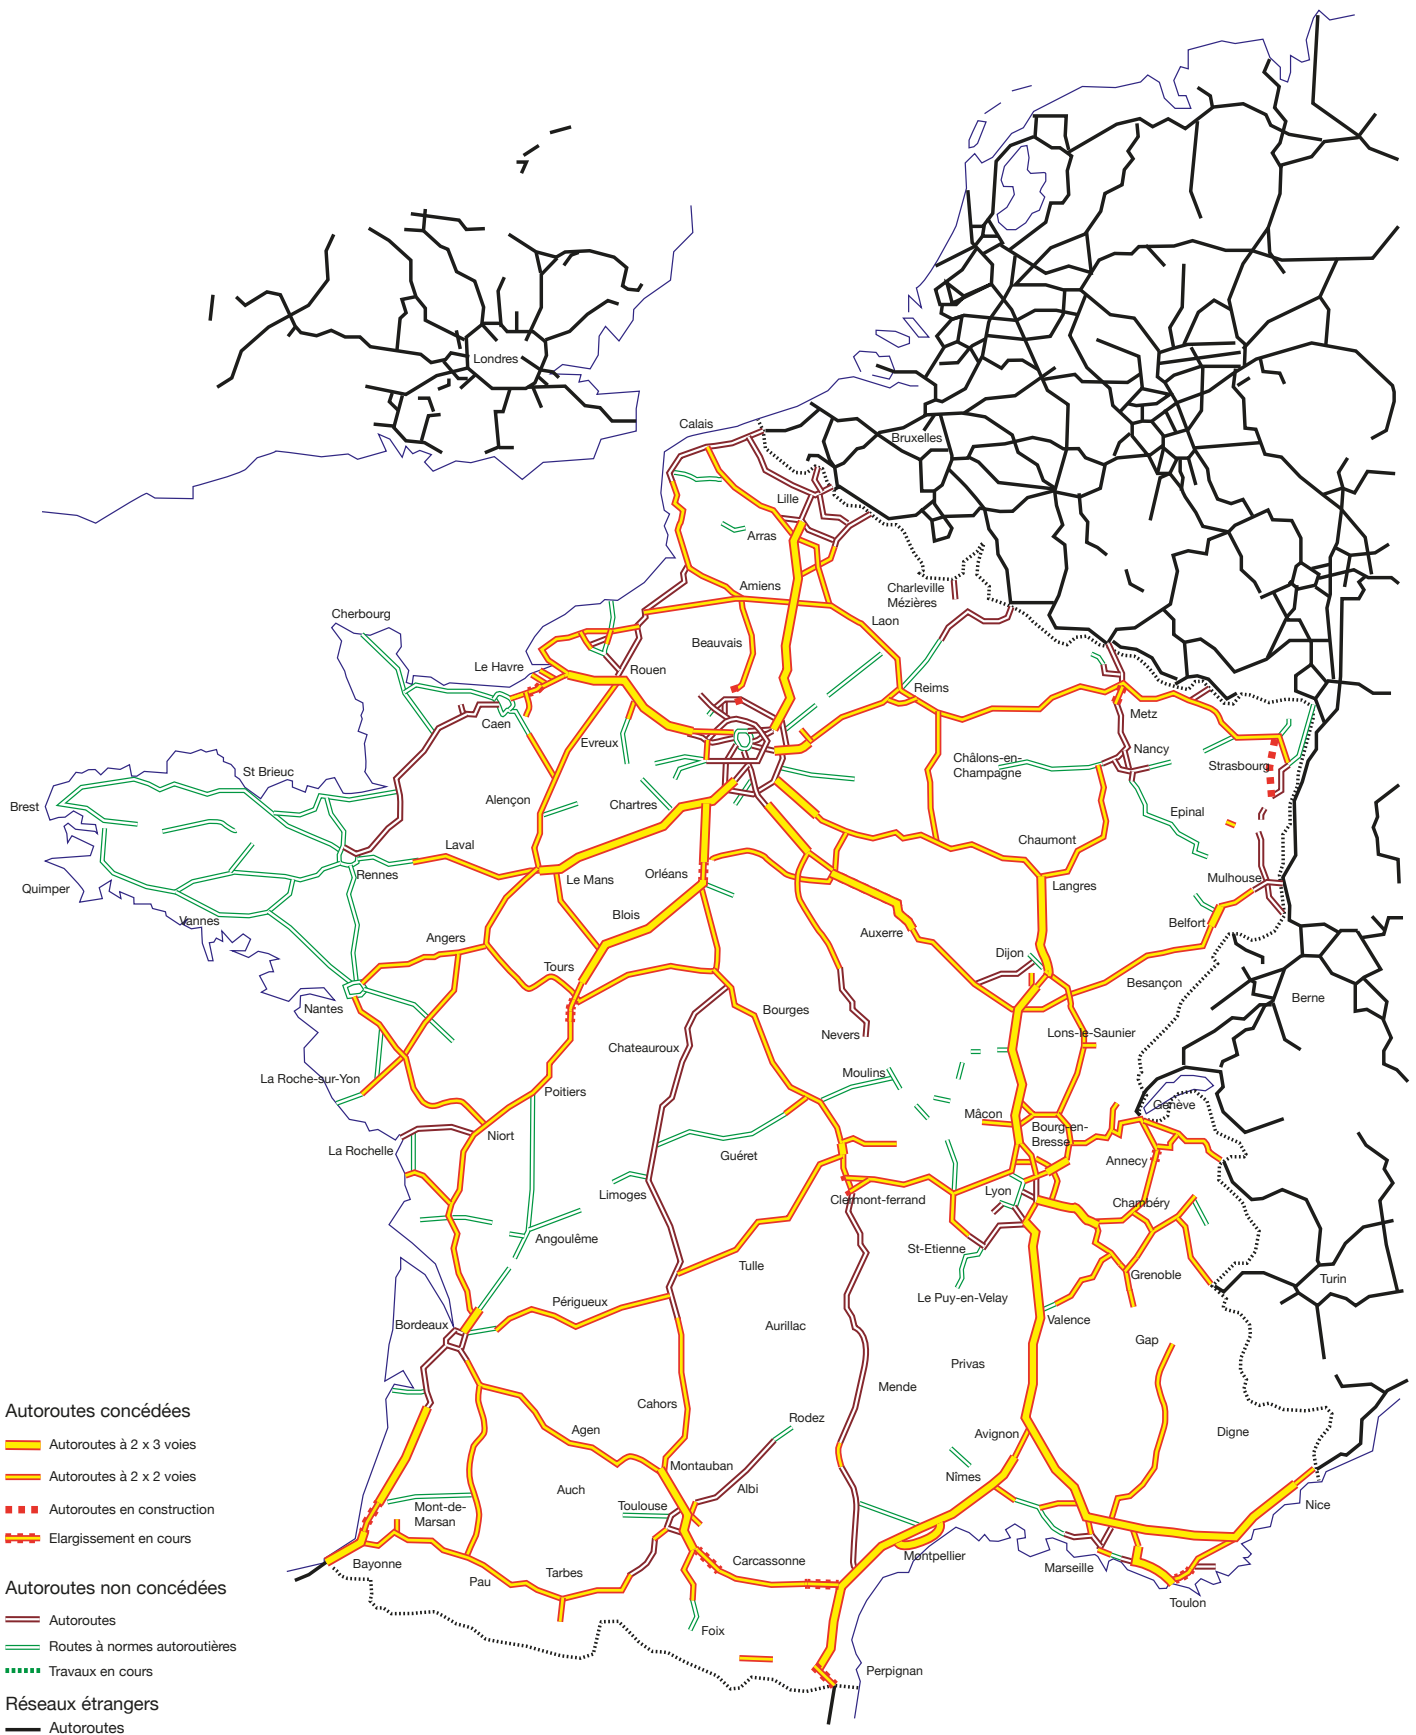 Londres
Calais
Bruxelles
Lille
Arras
Charleville
Mézières
Amiens
Cherbourg
Laon
Beauvais
Le Havre
Rouen
Reims
Caen
Metz
Evreux
Nancy
Châlons-en-
Champagne
Strasbourg
St Brieuc
Alençon
Chartres
Brest
Epinal
Laval
Chaumont
Rennes
Le Mans
Orléans
Mulhouse
Quimper
Langres
Blois
Vannes
Auxerre
Belfort
Angers
Dijon
Tours
Besançon
Berne
Nantes
Bourges
Nevers
Lons-le-Saunier
Chateauroux
Moulins
La Roche-sur-Yon
Poitiers
Genève
Mâcon
Bourg-en-
Bresse
Niort
La Rochelle
Guéret
Annecy
Limoges
Clermont-ferrand
Lyon
Chambéry
Angoulême
St-Etienne
Tulle
Grenoble
Turin
Le Puy-en-Velay
Périgueux
Bordeaux
Aurillac
Valence
Gap
Privas
Mende
Cahors
Rodez
Agen
Avignon
Digne
Montauban
Nîmes
Auch
Albi
Mont-de-
Marsan
Toulouse
Nice
Bayonne
Carcassonne
Montpellier
Marseille
Pau
Tarbes
Toulon
Foix
Perpignan
Autoroutes concédées
Autoroutes à 2 x 3 voies
Autoroutes à 2 x 2 voies
Autoroutes en construction
Elargissement en cours
Autoroutes non concédées
Autoroutes
Routes à normes autoroutières
Travaux en cours
Réseaux étrangers
Autoroutes